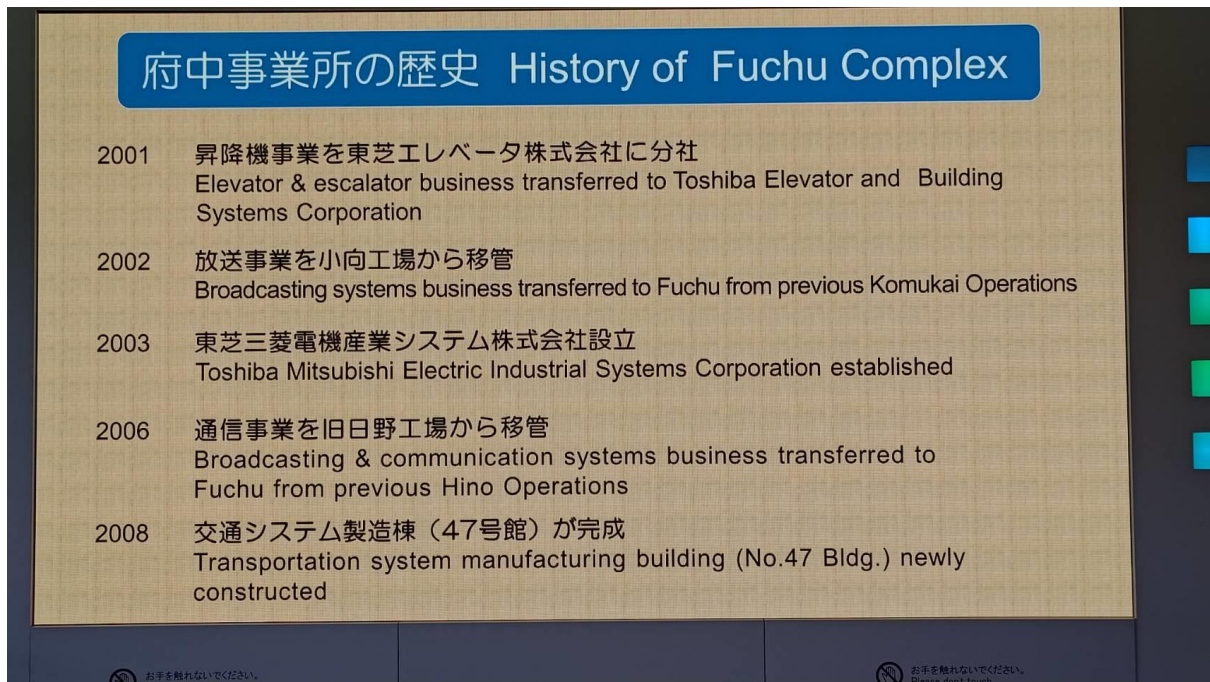 府中事業所の歴史 History of Fuchu Complex
2001 昇降機事業を東芝エレベータ株式会社に分社
Elevator & escalator business transferred to Toshiba Elevator and Building
Systems Corporation
2002 放送事業を小向工場から移管
Broadcasting systems business transferred to Fuchu from previous Komukai Operations
2003 東芝三菱電機産業システム株式会社設立
Toshiba Mitsubishi Electric Industrial Systems Corporation established
2006 通信事業を旧日野工場から移管
Broadcasting & communication systems business transferred to
Fuchu from previous Hino Operations
2008 交通システム製造棟（47号館）が完成
Transportation system manufacturing building (No.47 Bldg.) newly
constructed
お手を触れないでください。
お手を触れないでください。
Please don't touch